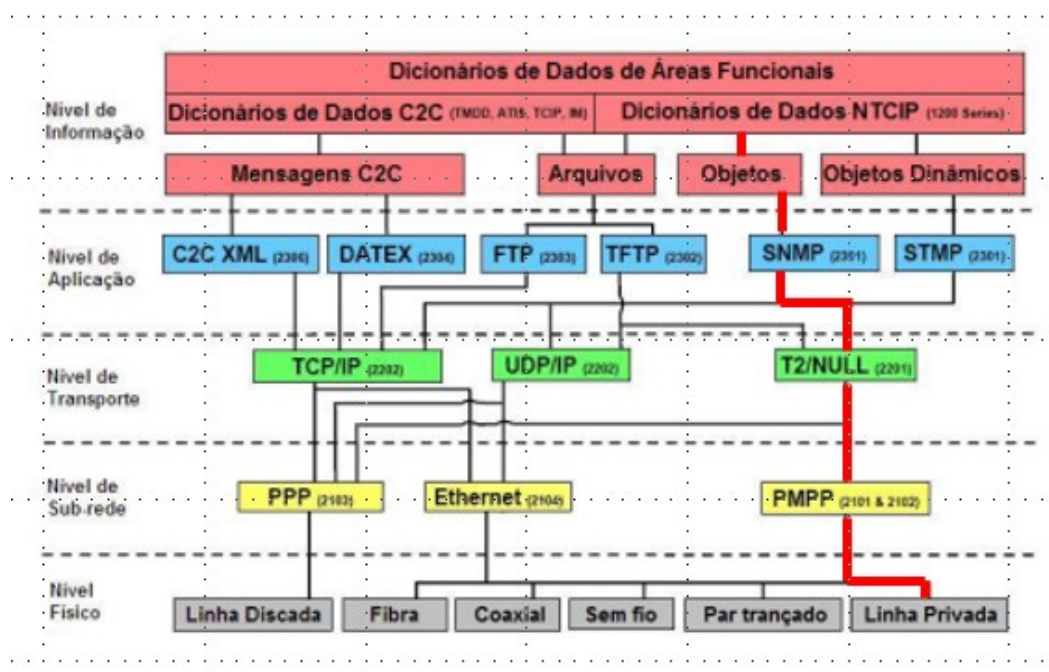 Dicionários de Dados de Áreas Funcionais
Nível de Informação
Dicionários de Dados C2C (TMDD, ATIS, TCIP, IM)
Dicionários de Dados NTCIP (1200 Series)
Mensagens C2C
Arquivos
Objetos
Objetos Dinâmicos
Nível de Aplicação
C2C XML (2306)
DATEX (2304)
FTP (2303)
TFTP (2302)
SNMP (2301)
STMP (2301)
Nível de Transporte
TCP/IP (2202)
UDP/IP (2202)
T2/NULL (2201)
Nível de Sub-rede
PPP (2103)
Ethernet (2104)
PMPP (2101 & 2102)
Nível Físico
Linha Discada
Fibra
Coaxial
Sem fio
Par trançado
Linha Privada